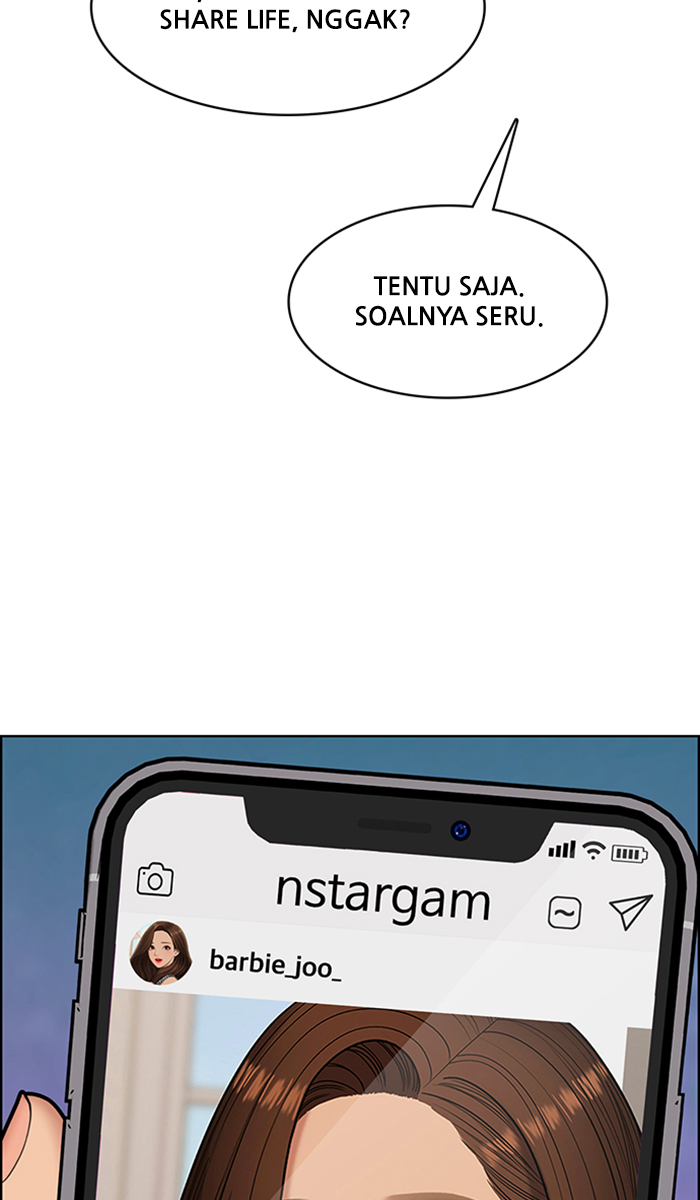 SHARE LIFE, NGGAK?
TENTU SAJA.
SOALNYA SERU.
nstargam
barbie_joo_